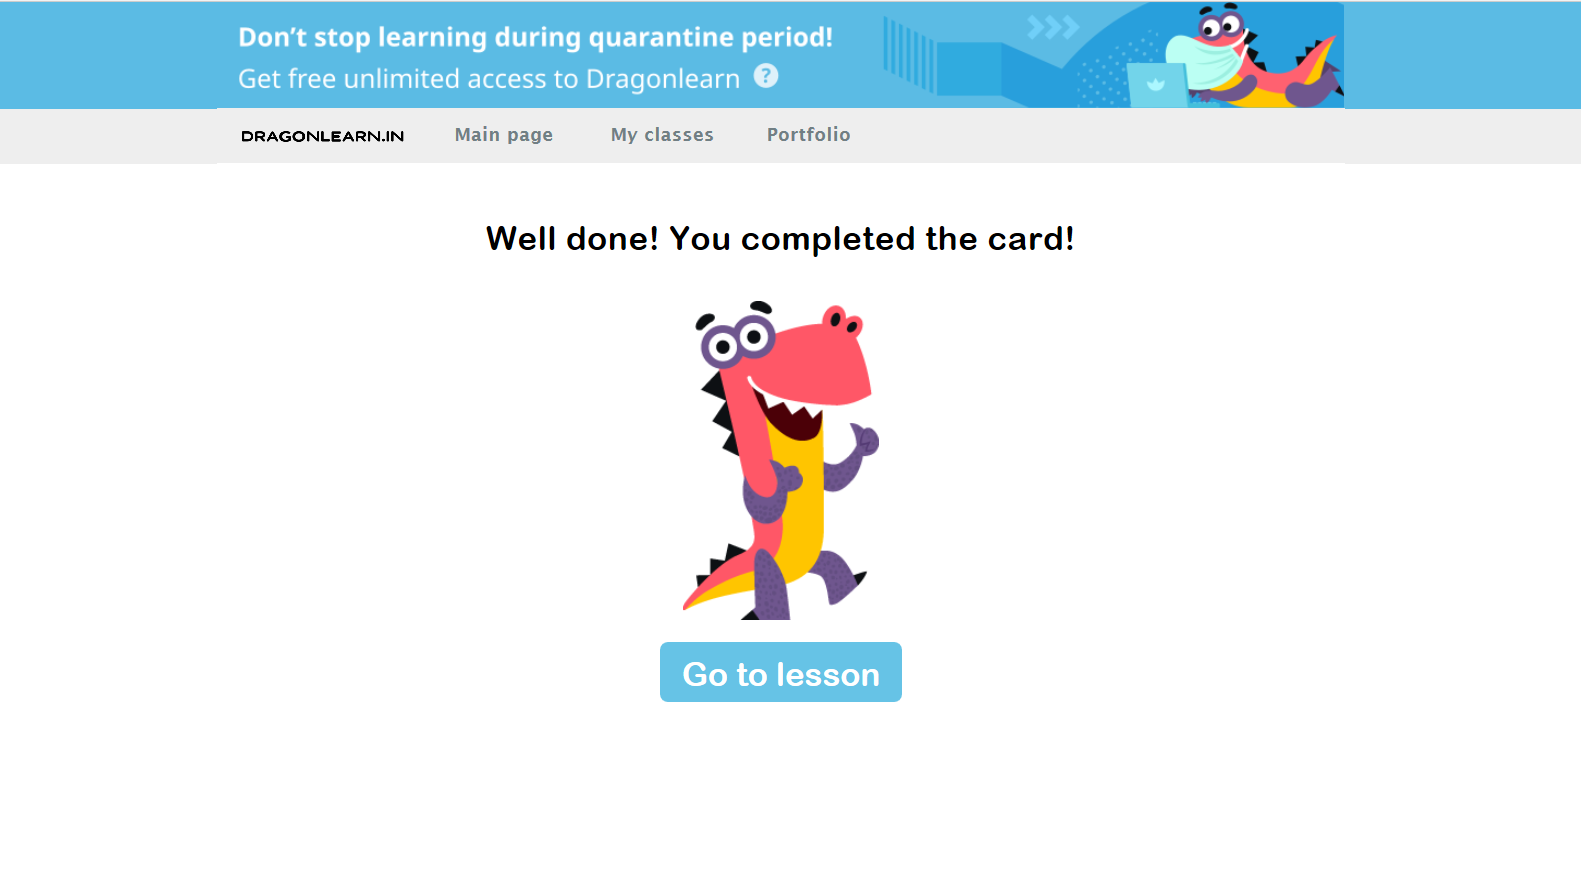 Don't stop learning during quarantine period!
Get free unlimited access to Dragonlearn ?
DRAGONLEARN.IN Main page My classes Portfolio
Well done! You completed the card!
Go to lesson